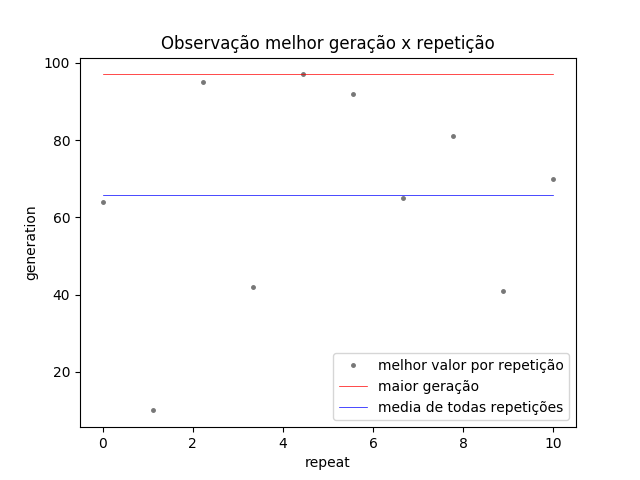 Observação melhor geração x repetição
100
80
60
40
20
generation
0
2
4
6
8
10
repeat
melhor valor por repetição
maior geração
media de todas repetições